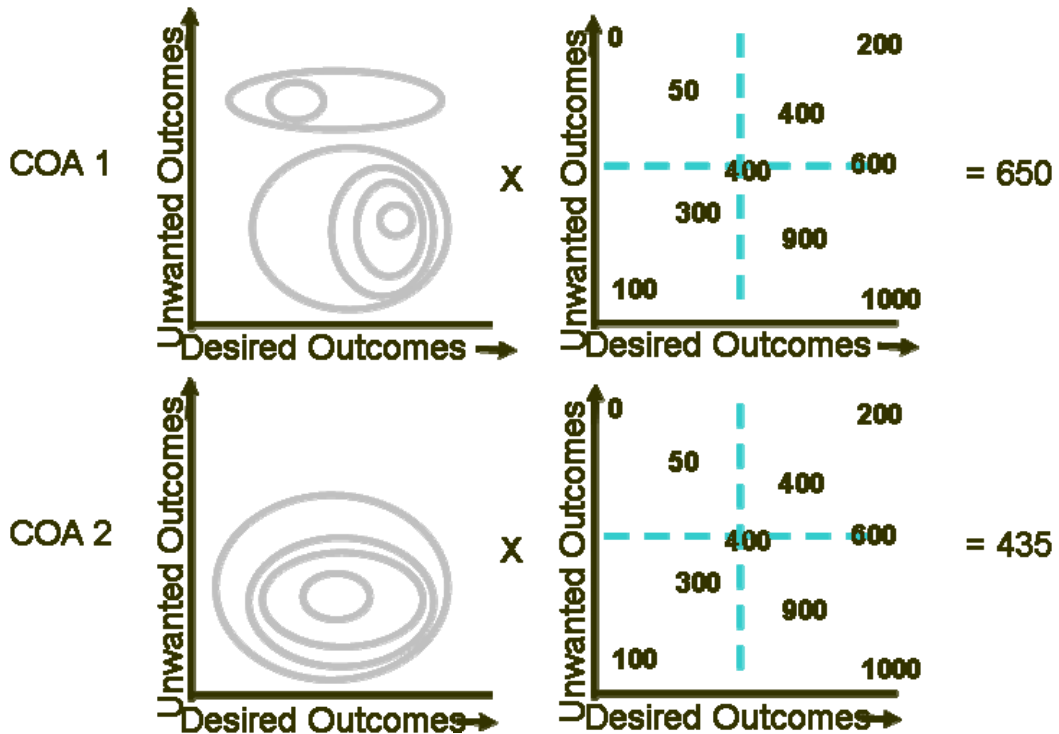 COA 1
Unwanted Outcomes
Desired Outcomes
X
Unwanted Outcomes
0
200
50
400
400
600
300
900
100
1000
Desired Outcomes
= 650
COA 2
Unwanted Outcomes
Desired Outcomes
X
Unwanted Outcomes
0
200
50
400
400
600
300
900
100
1000
Desired Outcomes
= 435